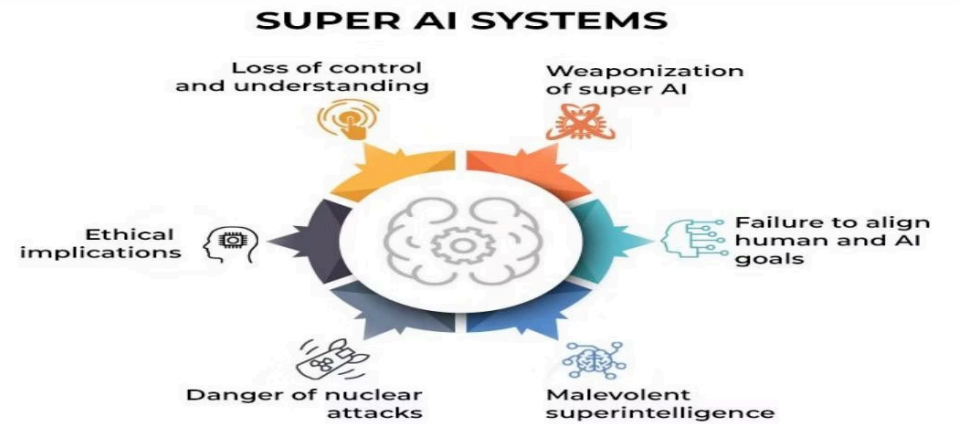 SUPER AI SYSTEMS
Loss of control
and understanding
Weaponization
of super AI
Ethical
implications
Failure to align
human and AI
goals
Danger of nuclear
attacks
Malevolent
superintelligence